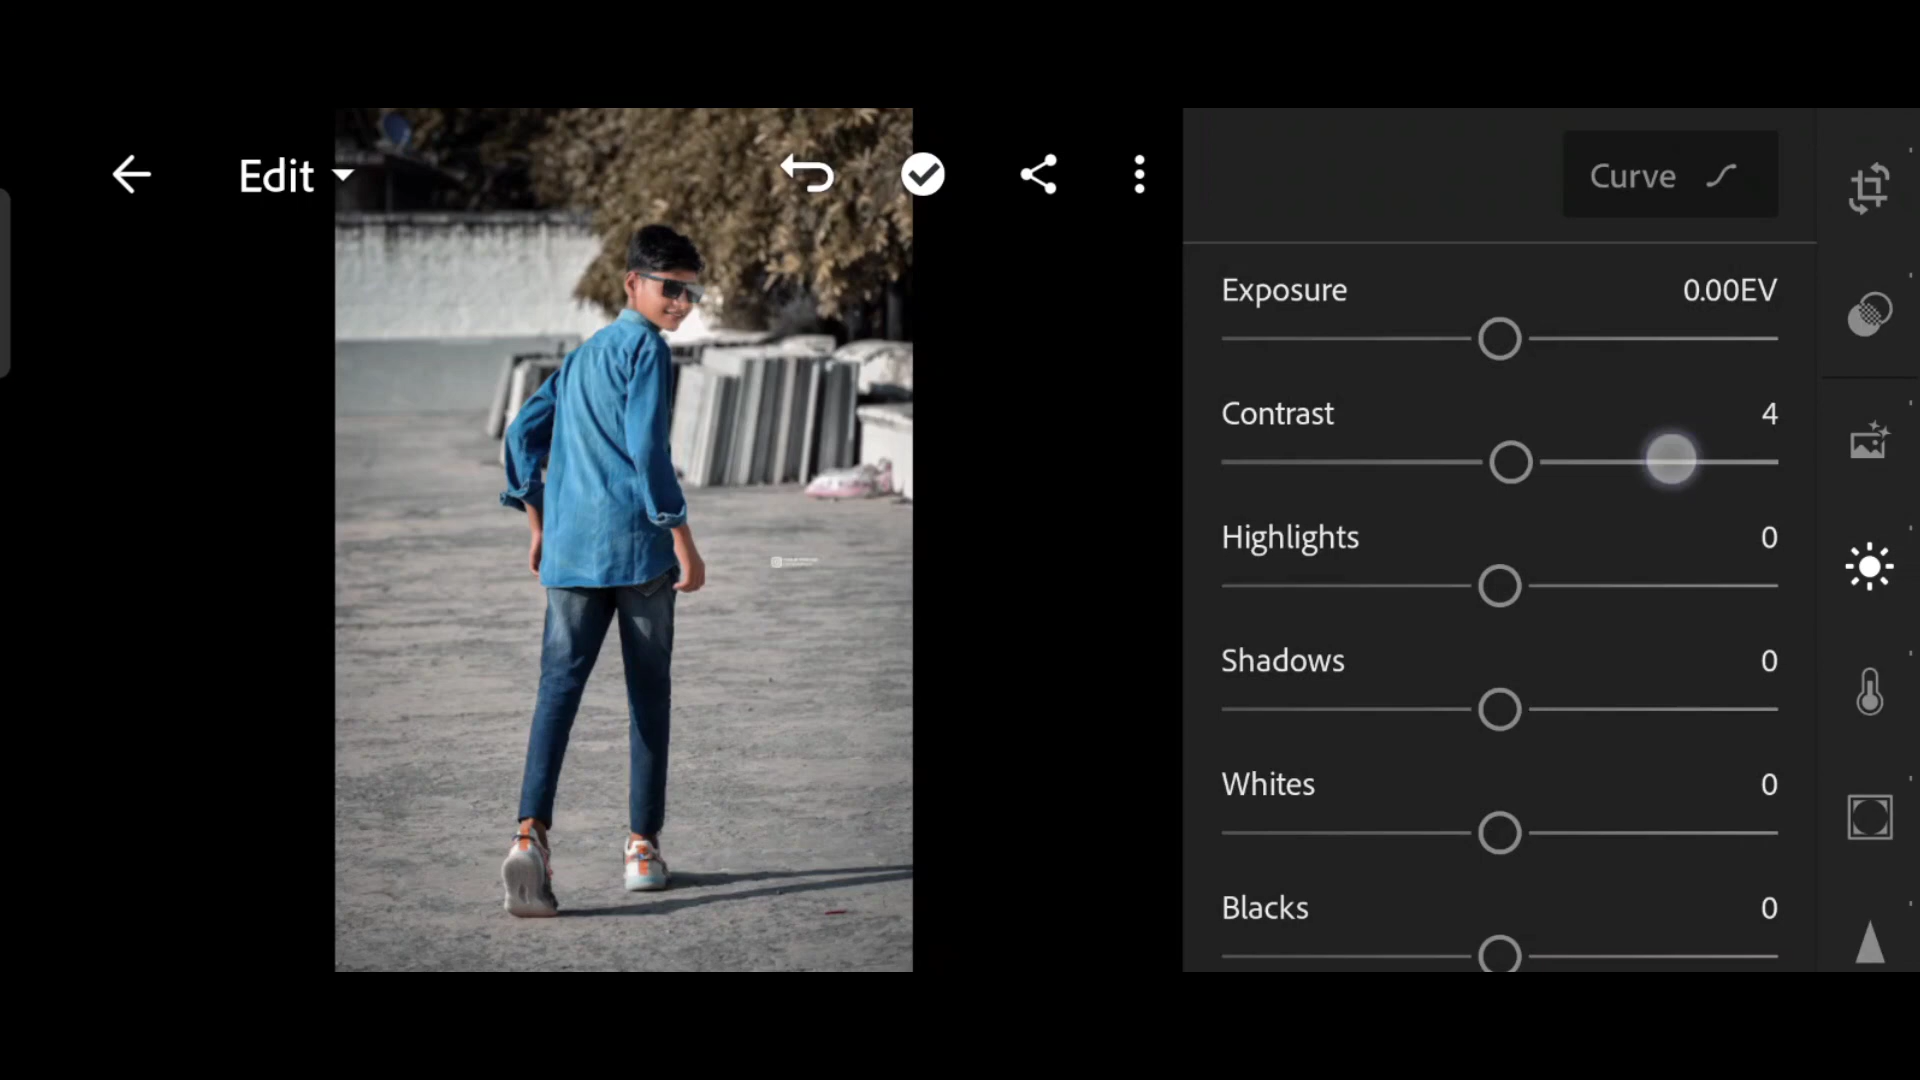 Edit
Curve
Exposure 0.00EV
Contrast 4
Highlights 0
Shadows 0
Whites 0
Blacks 0